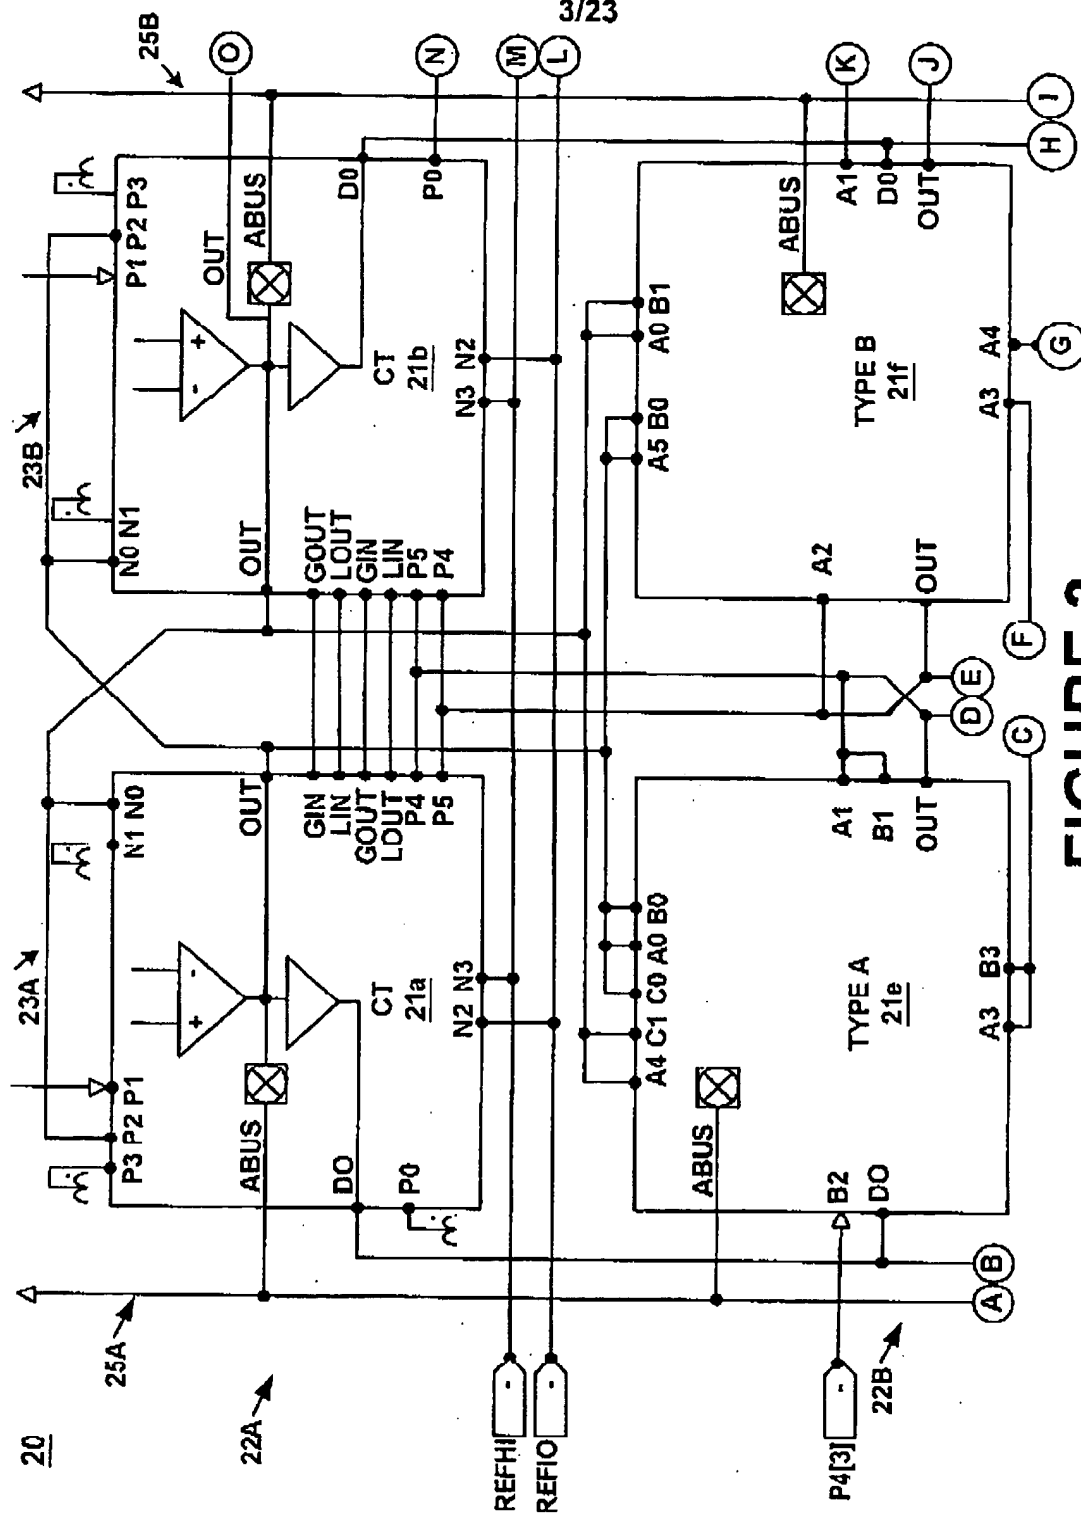 3/23
20
25A
23A
23B
25B
22A
ABUS
P3 P2 P1
N1 N0
OUT
+
-
DO
P0
CT
21a
N2 N3
GIN
LIN
GOUT
LOUT
P4
P5
N0 N1
P1 P2 P3
OUT
GOUT
LOUT
GIN
LIN
P5
P4
-
+
OUT
ABUS
D0
P0
CT
21b
N3 N2
O
N
M
L
REFHI
-
REFIO
-
P4[3]
-
22B
ABUS
B2
DO
A4 C1 C0 A0 B0
TYPE A
21e
A1
B1
OUT
A3 B3
A
B
C
D
E
F
A2
OUT
A5 B0 A0 B1
TYPE B
21f
A3 A4
ABUS
A1
D0
OUT
G
H
I
J
K